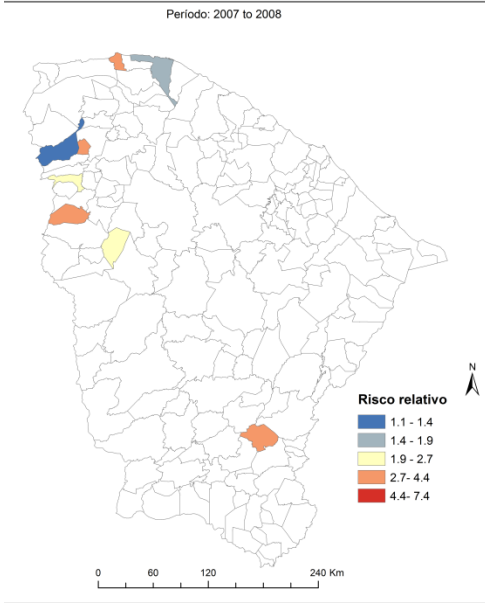 Período: 2007 to 2008
N
Risco relativo
1.1 - 1.4
1.4 - 1.9
1.9 - 2.7
2.7- 4.4
4.4- 7.4
0 60 120 240 Km